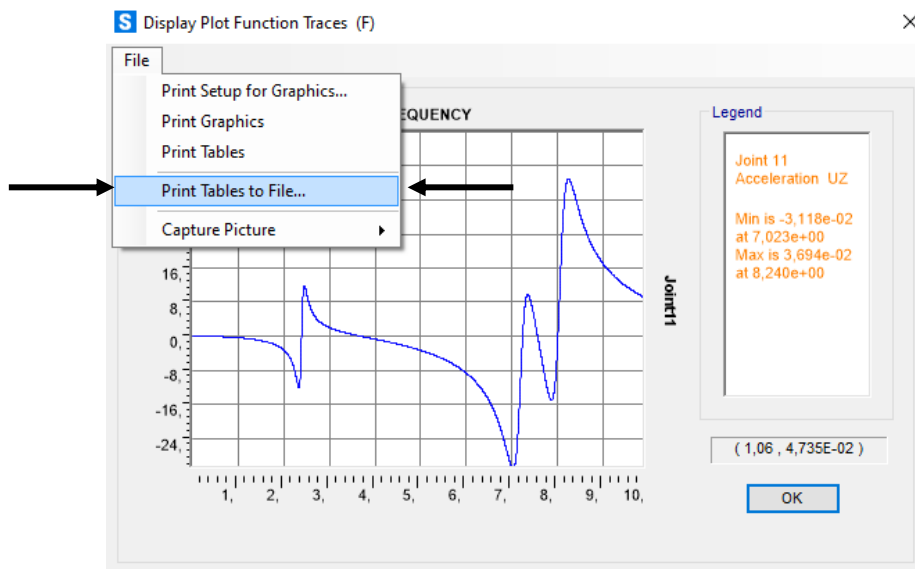 S Display Plot Function Traces (F)
File
Print Setup for Graphics...
Print Graphics
Print Tables
Print Tables to File...
Capture Picture
EQUENCY
16,
8,
0,
-8,
-16,
-24,
1, 2, 3, 4, 5, 6, 7, 8, 9, 10,
Joint11
Legend
Joint 11
Acceleration UZ
Min is -3,118e-02
at 7,023e+00
Max is 3,694e-02
at 8,240e+00
( 1,06 , 4,735E-02 )
OK